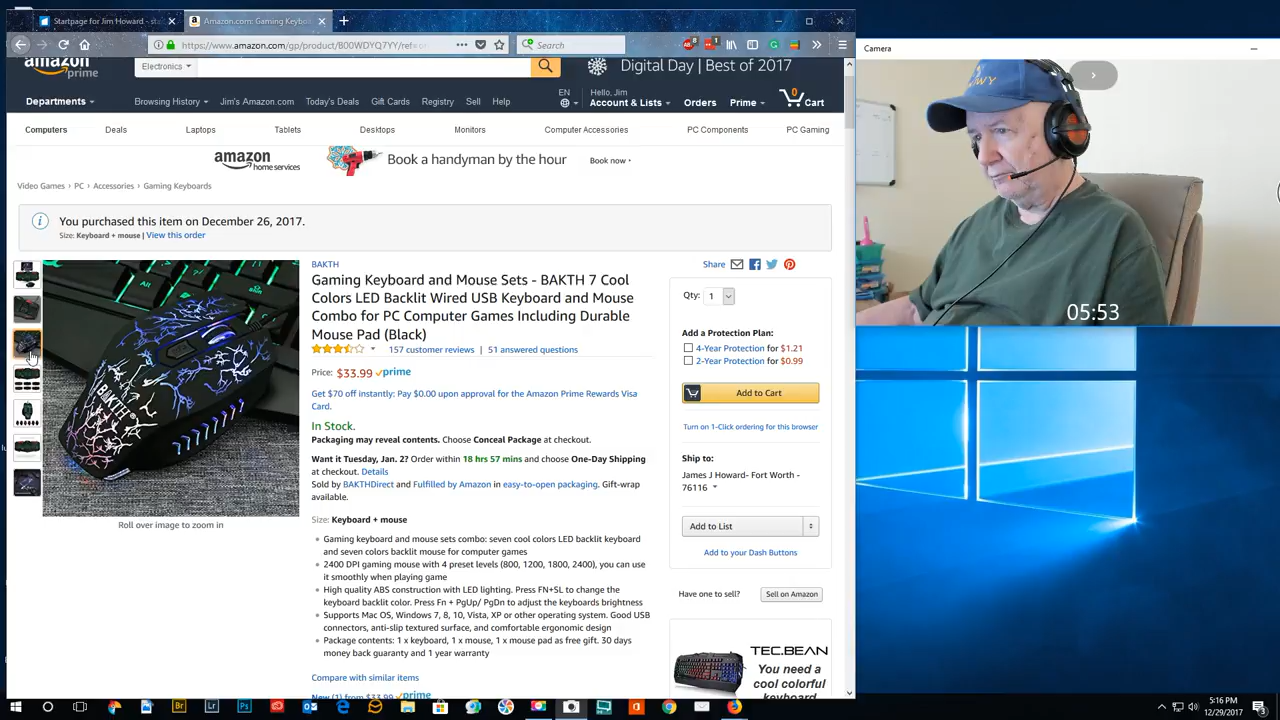 Startpage for Jim Howard - sta
Amazon.com: Gaming Keybo
https://www.amazon.com/gp/product/B00WDYQ7YY/ref=o
Search
Camera
amazon
prime
Electronics
Digital Day | Best of 2017
Departments
Browsing History
Jim's Amazon.com
Today's Deals
Gift Cards
Registry
Sell
Help
EN
Hello, Jim
Account & Lists
Orders
Prime
0
Cart
Computers
Deals
Laptops
Tablets
Desktops
Monitors
Computer Accessories
PC Components
PC Gaming
amazon
home services
Book a handyman by the hour
Book now ›
Video Games › PC › Accessories › Gaming Keyboards
You purchased this item on December 26, 2017.
Size: Keyboard + mouse | View this order
BAKTH
Gaming Keyboard and Mouse Sets - BAKTH 7 Cool
Colors LED Backlit Wired USB Keyboard and Mouse
Combo for PC Computer Games Including Durable
Mouse Pad (Black)
157 customer reviews | 51 answered questions
Price: $33.99 prime
Get $70 off instantly: Pay $0.00 upon approval for the Amazon Prime Rewards Visa
Card.
In Stock.
Packaging may reveal contents. Choose Conceal Package at checkout.
Want it Tuesday, Jan. 2? Order within 18 hrs 57 mins and choose One-Day Shipping
at checkout. Details
Sold by BAKTHDirect and Fulfilled by Amazon in easy-to-open packaging. Gift-wrap
available.
Size: Keyboard + mouse
Gaming keyboard and mouse sets combo: seven cool colors LED backlit keyboard
and seven colors backlit mouse for computer games
2400 DPI gaming mouse with 4 preset levels (800, 1200, 1800, 2400), you can use
it smoothly when playing game
High quality ABS construction with LED lighting. Press FN+SL to change the
keyboard backlit color. Press Fn + PgUp/ PgDn to adjust the keyboards brightness
Supports Mac OS, Windows 7, 8, 10, Vista, XP or other operating system. Good USB
connectors, anti-slip textured surface, and comfortable ergonomic design
Package contents: 1 x keyboard, 1 x mouse, 1 x mouse pad as free gift. 30 days
money back guaranty and 1 year warranty
Compare with similar items
New (1) from $33.99 prime
Alt
BAKTH
Roll over image to zoom in
Share
Qty: 1
Add a Protection Plan:
4-Year Protection for $1.21
2-Year Protection for $0.99
Add to Cart
Turn on 1-Click ordering for this browser
Ship to:
James J Howard- Fort Worth -
76116
Add to List
Add to your Dash Buttons
Have one to sell?
Sell on Amazon
TEC.BEAN
You need a
cool colorful
keyboard
05:53
5:16 PM
12/29/2017